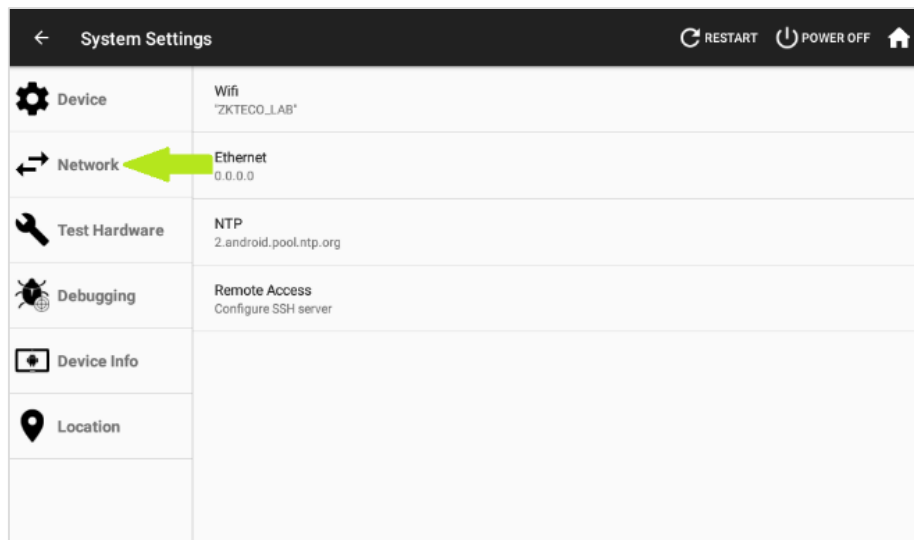 System Settings
RESTART
POWER OFF
Device
Network
Test Hardware
Debugging
Device Info
Location
Wifi
"ZKTECO_LAB"
Ethernet
0.0.0.0
NTP
2.android.pool.ntp.org
Remote Access
Configure SSH server